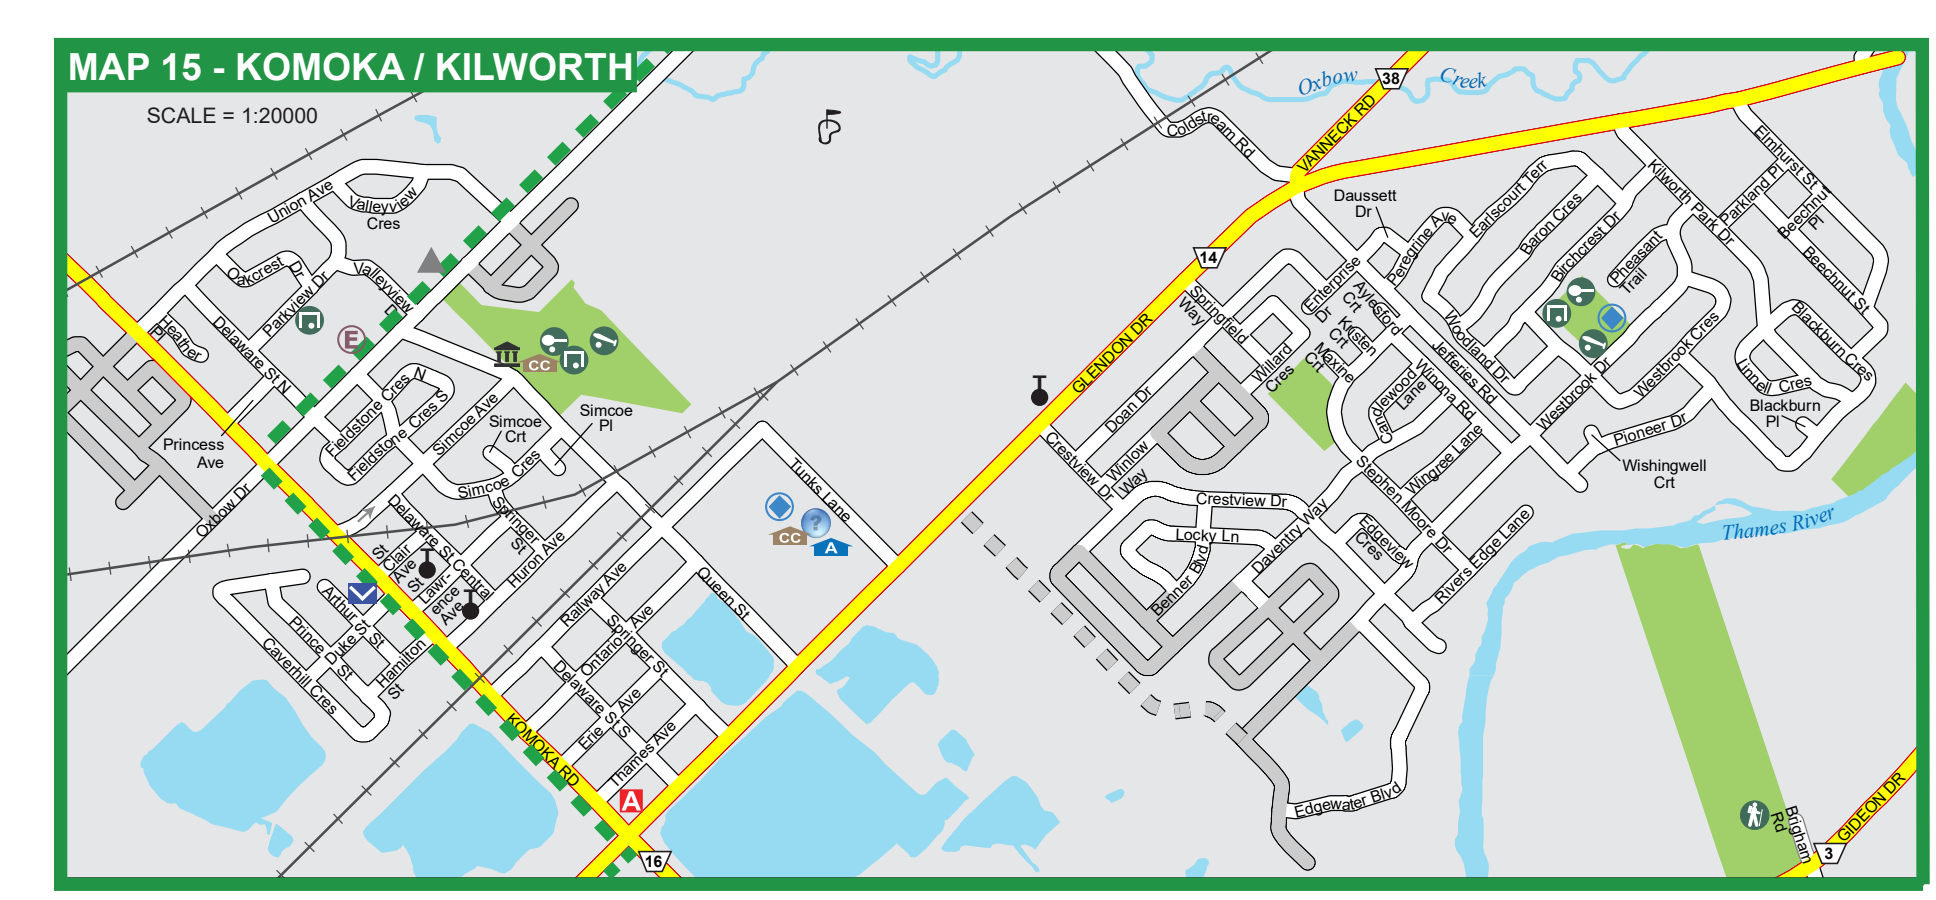 MAP 15 - KOMOKA / KILWORTH
SCALE = 1:20000
Oxbow
Creek
38
VANNECK RD
Coldstream Rd
Elmhurst St
Parkland Pl
Beechnut
Pl
Beechnut St
Kilworth Park Dr
Earlscourt Terr
Baron Cres
Birchcrest Dr
Pheasant
Trail
Daussett
Dr
Peregrine Ave
Union Ave
Valleyview
Cres
Valleyview
Oakcrest
Dr
Parkview Dr
Heather
Pl
Delaware St N
E
CC
14
Springfield
Way
Enterprise
Dr
Aylesford
Crt
Kristen
Crt
Maxine
Crt
Willard
Cres
GLENDON DR
Doan Dr
Woodland Dr
Jefferies Rd
Winona Rd
Candlewood
Lane
Westbrook Dr
Westbrook Cres
Linnell Cres
Blackburn Cres
Blackburn
Pl
Pioneer Dr
Wishingwell
Crt
Fieldstone Cres N
Fieldstone Cres S
Simcoe Ave
Simcoe
Crt
Simcoe
Pl
Simcoe
Cres
Princess
Ave
Oxbow Dr
Crestview Dr
Winlow
Way
Crestview Dr
Stephen Moore Dr
Wingree Lane
Tunks Lane
?
CC
A
Locky Ln
Benner Blvd
Daventry Way
Edgeview
Cres
Rivers Edge Lane
Thames River
Delaware St Central
Springer
St
Huron Ave
St Clair
Ave
St
Lawr-
ence
Ave
Arthur St
Prince
St
Duke St
Hamilton
St
Caverhill Cres
Railway Ave
Queen St
Ontario Ave
Springer St
Delaware St S
Erie
Ave
Thames Ave
KOMOKA RD
A
16
Edgewater Blvd
Brigham
Rd
GIDEON DR
3